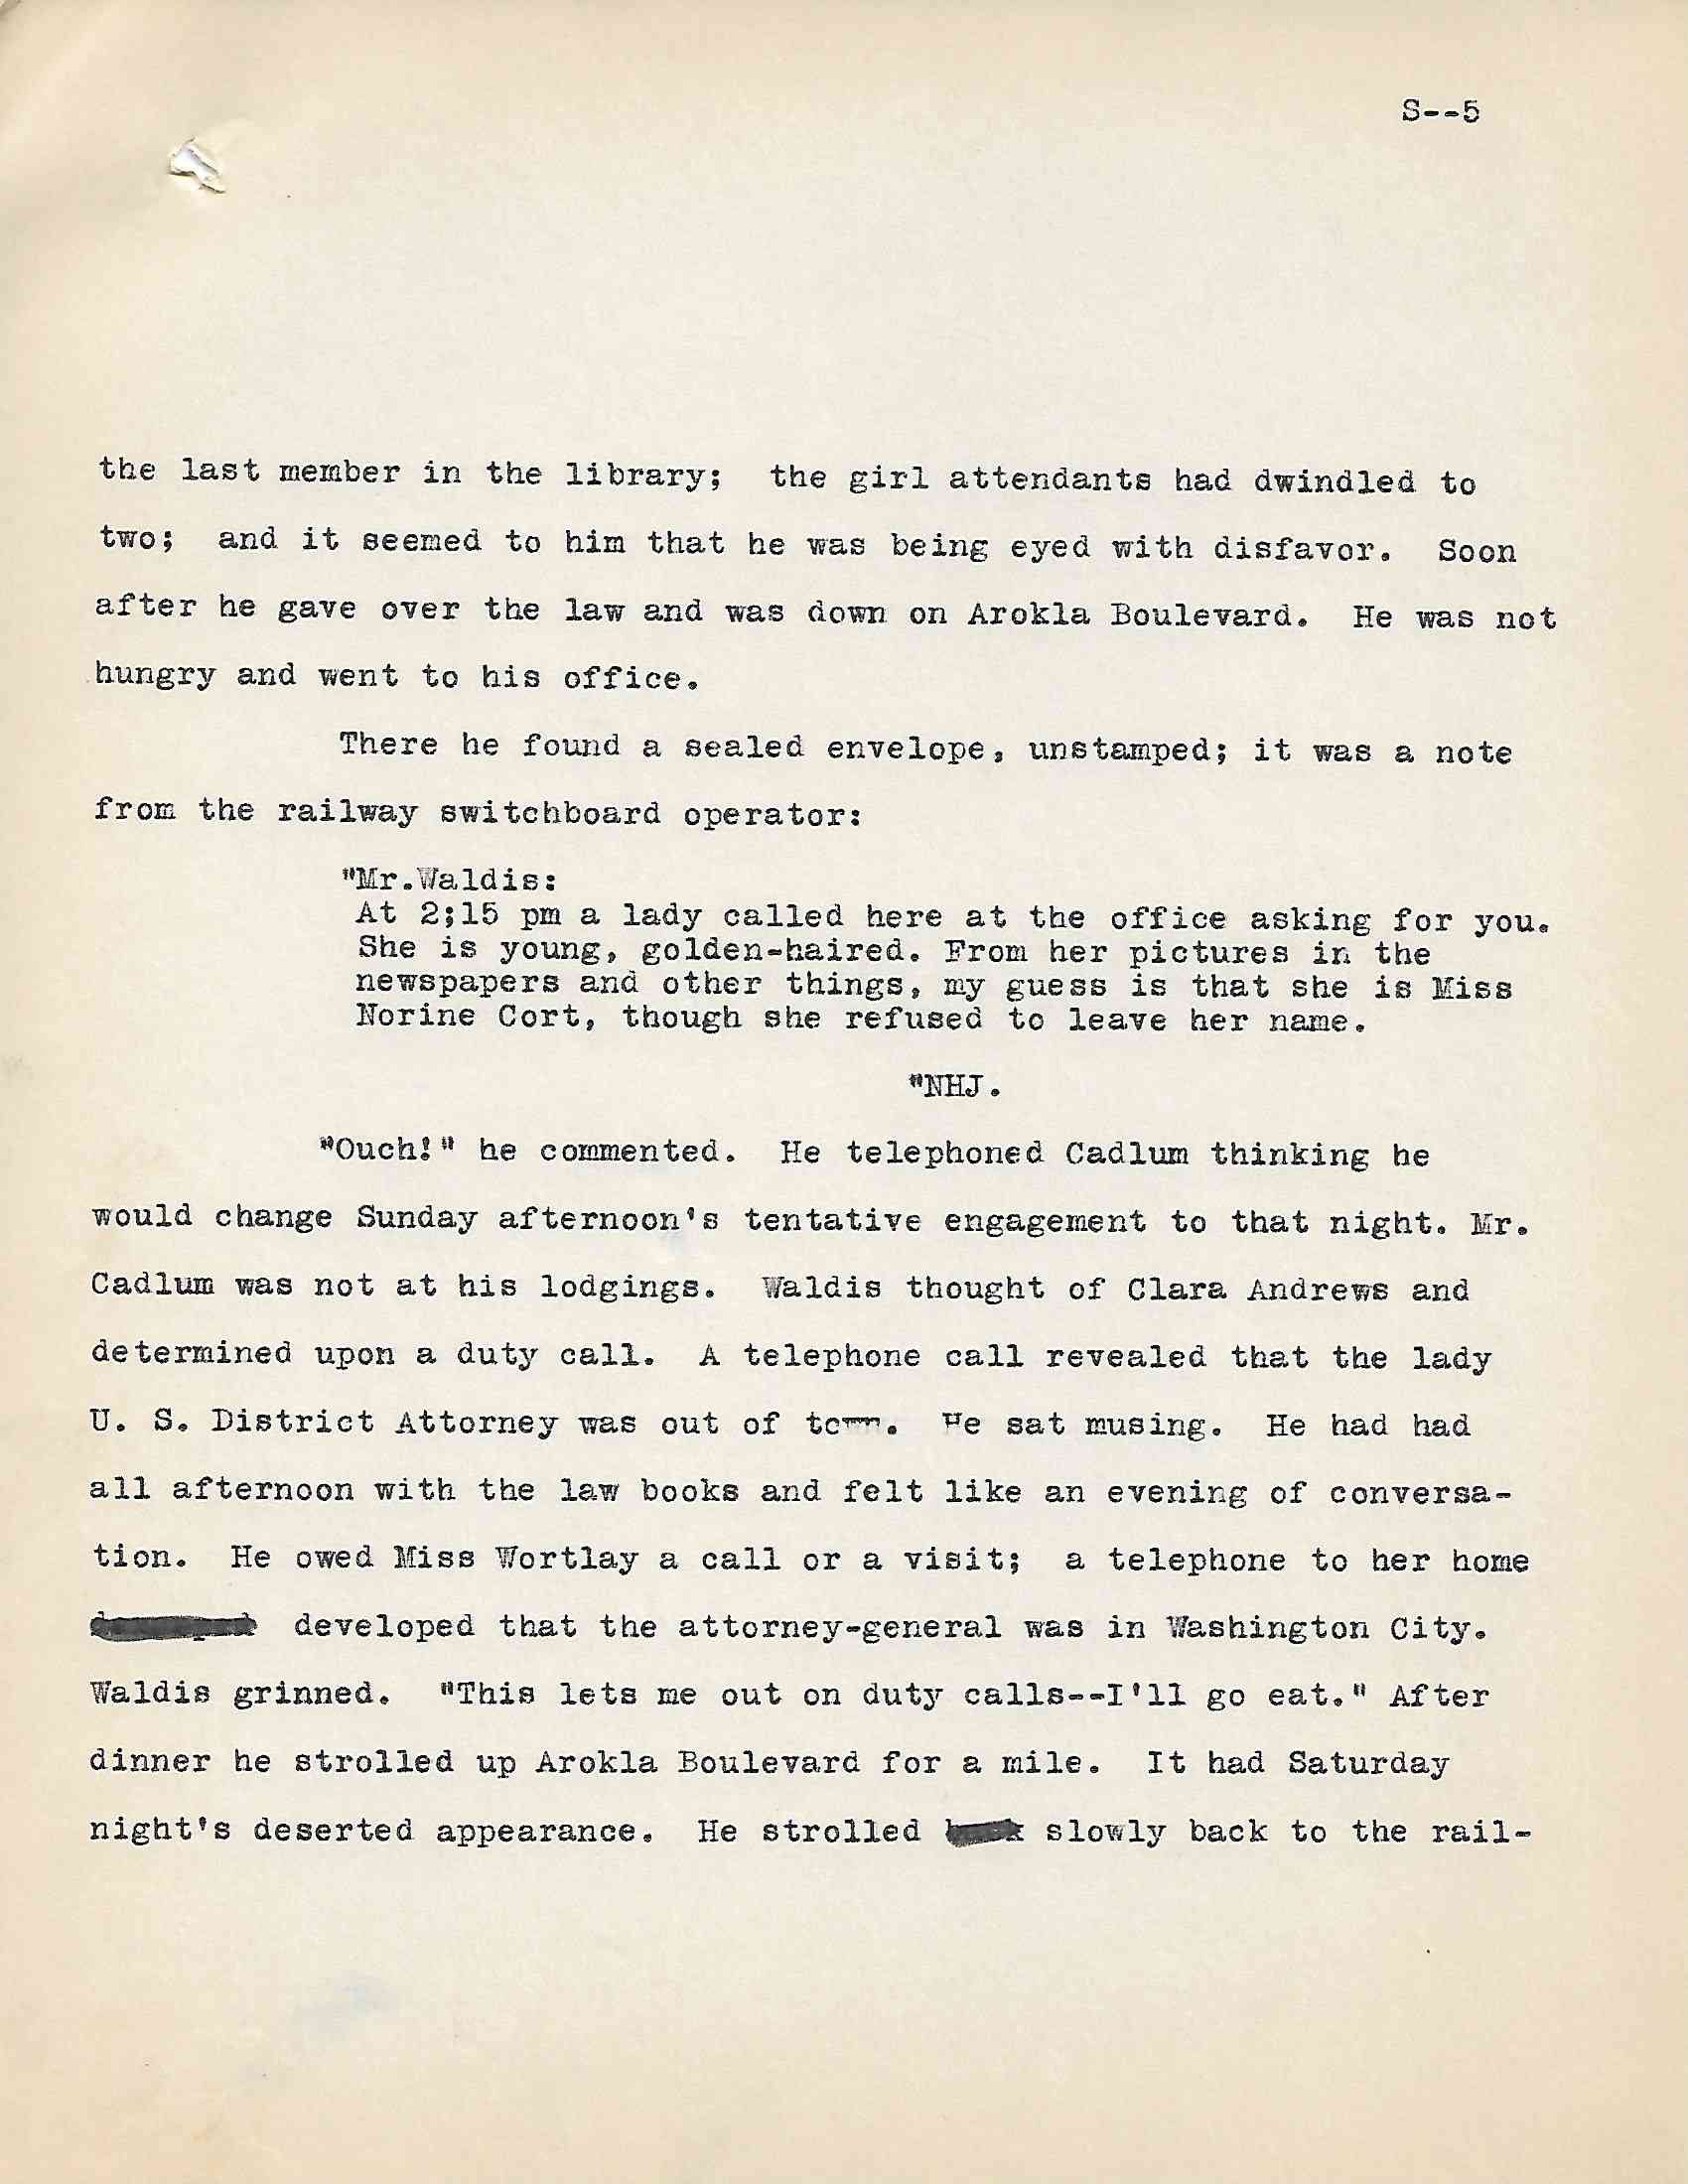 S--5
the last member in the library;  the girl attendants had dwindled to
two;  and it seemed to him that he was being eyed with disfavor.  Soon
after he gave over the law and was down on Arokla Boulevard.  He was not
hungry and went to his office.
There he found a sealed envelope, unstamped; it was a note
from the railway switchboard operator:
"Mr.Waldis:
At 2;15 pm a lady called here at the office asking for you.
She is young, golden-haired. From her pictures in the
newspapers and other things, my guess is that she is Miss
Norine Cort, though she refused to leave her name.
"NHJ.
"Ouch!" he commented.  He telephoned Cadlum thinking he
would change Sunday afternoon's tentative engagement to that night. Mr.
Cadlum was not at his lodgings.  Waldis thought of Clara Andrews and
determined upon a duty call.  A telephone call revealed that the lady
U. S. District Attorney was out of town.  He sat musing.  He had had
all afternoon with the law books and felt like an evening of conversa-
tion.  He owed Miss Wortlay a call or a visit;  a telephone to her home
developed that the attorney-general was in Washington City.
Waldis grinned.  "This lets me out on duty calls--I'll go eat." After
dinner he strolled up Arokla Boulevard for a mile.  It had Saturday
night's deserted appearance.  He strolled slowly back to the rail-